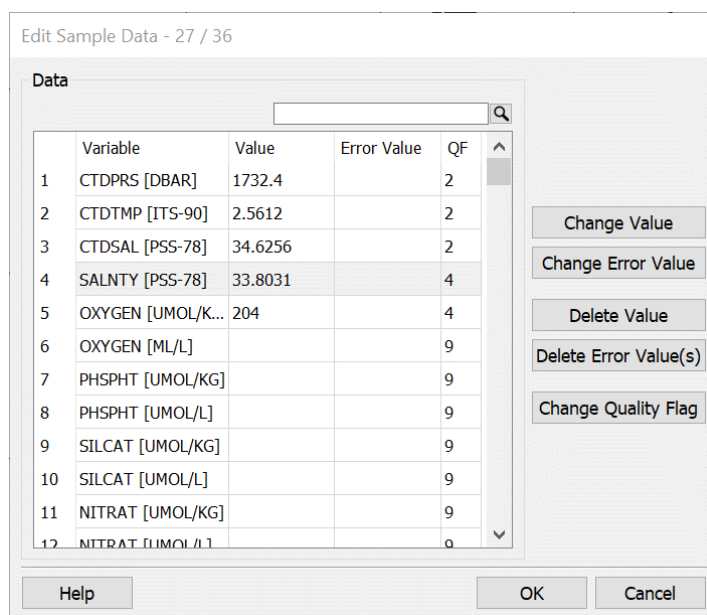 Edit Sample Data - 27 / 36
Data
Variable Value Error Value QF
1 CTDPRS [DBAR] 1732.4 2
2 CTDTMP [ITS-90] 2.5612 2
3 CTDSAL [PSS-78] 34.6256 2
4 SALNTY [PSS-78] 33.8031 4
5 OXYGEN [UMOL/K... 204 4
6 OXYGEN [ML/L] 9
7 PHSPHT [UMOL/KG] 9
8 PHSPHT [UMOL/L] 9
9 SILCAT [UMOL/KG] 9
10 SILCAT [UMOL/L] 9
11 NITRAT [UMOL/KG] 9
12 NITRAT [UMOL/L] 9
Change Value
Change Error Value
Delete Value
Delete Error Value(s)
Change Quality Flag
Help OK Cancel